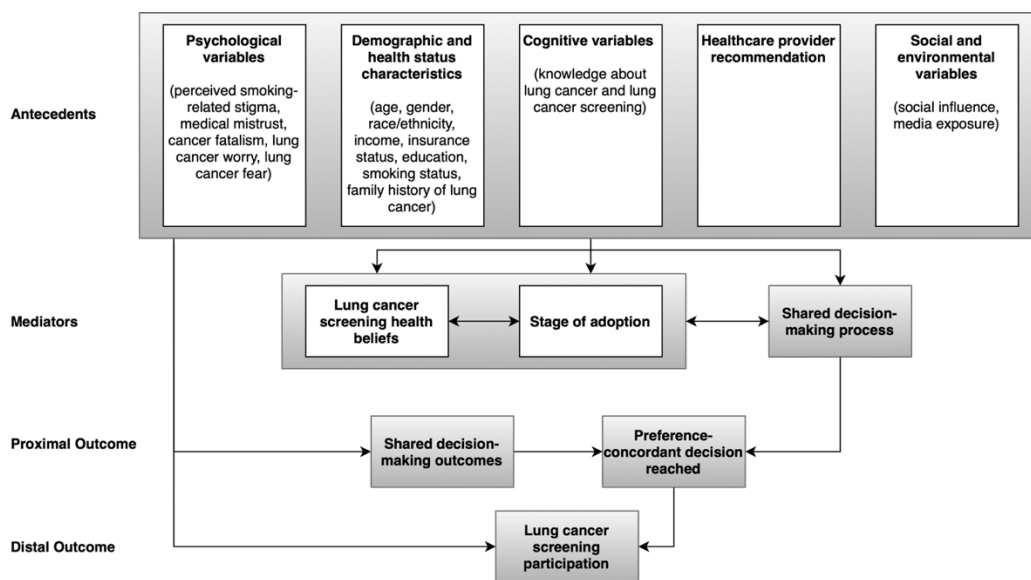 Antecedents
Psychological
variables
(perceived smoking-
related stigma,
medical mistrust,
cancer fatalism, lung
cancer worry, lung
cancer fear)
Demographic and
health status
characteristics
(age, gender,
race/ethnicity,
income, insurance
status, education,
smoking status,
family history of lung
cancer)
Cognitive variables
(knowledge about
lung cancer and lung
cancer screening)
Healthcare provider
recommendation
Social and
environmental
variables
(social influence,
media exposure)
Mediators
Lung cancer
screening health
beliefs
Stage of adoption
Shared decision-
making process
Proximal Outcome
Shared decision-
making outcomes
Preference-
concordant decision
reached
Distal Outcome
Lung cancer
screening
participation